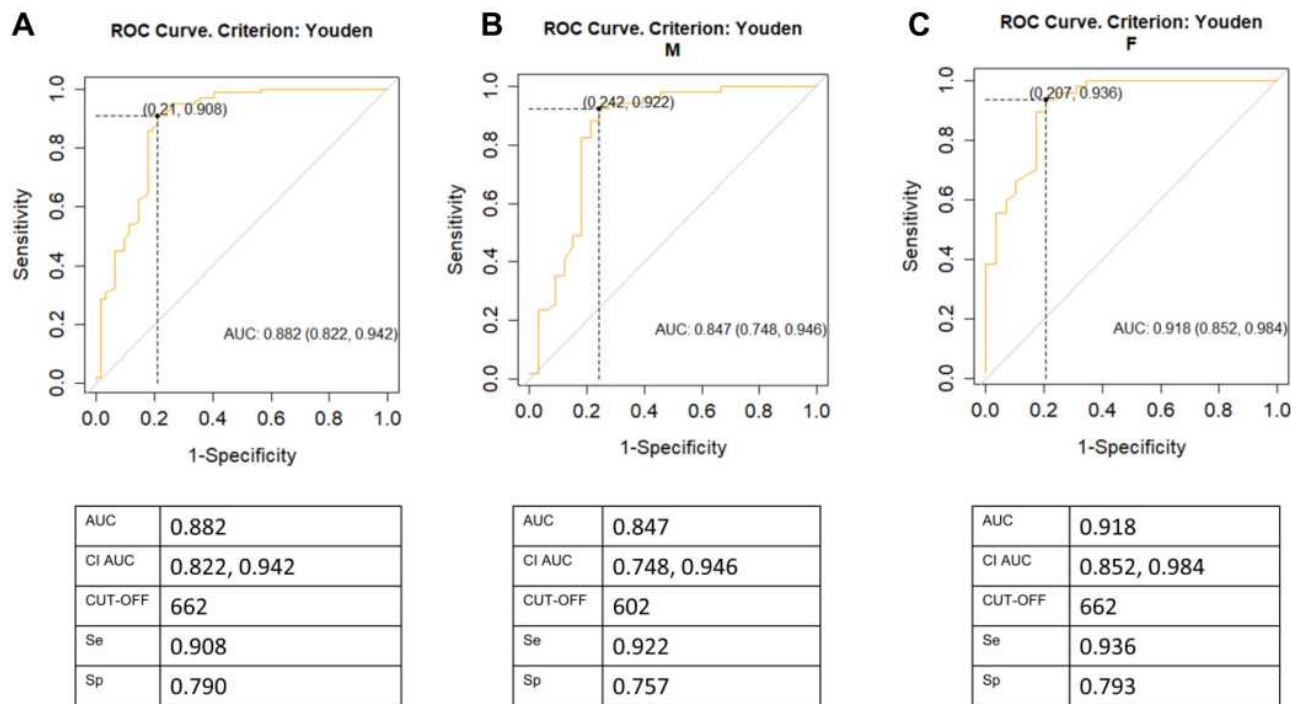 A
ROC Curve. Criterion: Youden
1.0
0.8
0.6
0.4
0.2
0.0
Sensitivity
(0.21, 0.908)
AUC: 0.882 (0.822, 0.942)
0.0 0.2 0.4 0.6 0.8 1.0
1-Specificity
AUC 0.882
CI AUC 0.822, 0.942
CUT-OFF 662
Se 0.908
Sp 0.790
B
ROC Curve. Criterion: Youden
M
1.0
0.8
0.6
0.4
0.2
0.0
Sensitivity
(0.242, 0.922)
AUC: 0.847 (0.748, 0.946)
0.0 0.2 0.4 0.6 0.8 1.0
1-Specificity
AUC 0.847
CI AUC 0.748, 0.946
CUT-OFF 602
Se 0.922
Sp 0.757
C
ROC Curve. Criterion: Youden
F
1.0
0.8
0.6
0.4
0.2
0.0
Sensitivity
(0.207, 0.936)
AUC: 0.918 (0.852, 0.984)
0.0 0.2 0.4 0.6 0.8 1.0
1-Specificity
AUC 0.918
CI AUC 0.852, 0.984
CUT-OFF 662
Se 0.936
Sp 0.793